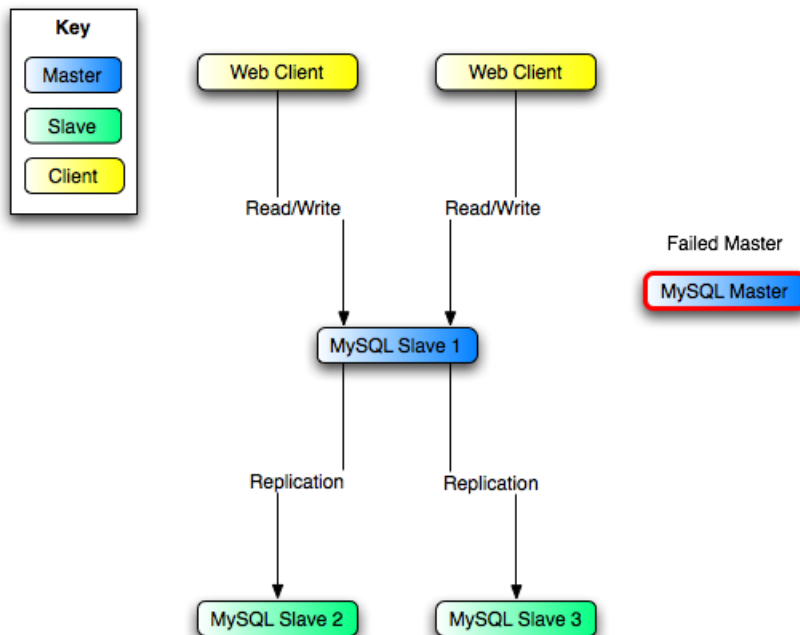 Key
Master
Slave
Client
Web Client
Web Client
Read/Write
Read/Write
Failed Master
MySQL Master
MySQL Slave 1
Replication
Replication
MySQL Slave 2
MySQL Slave 3